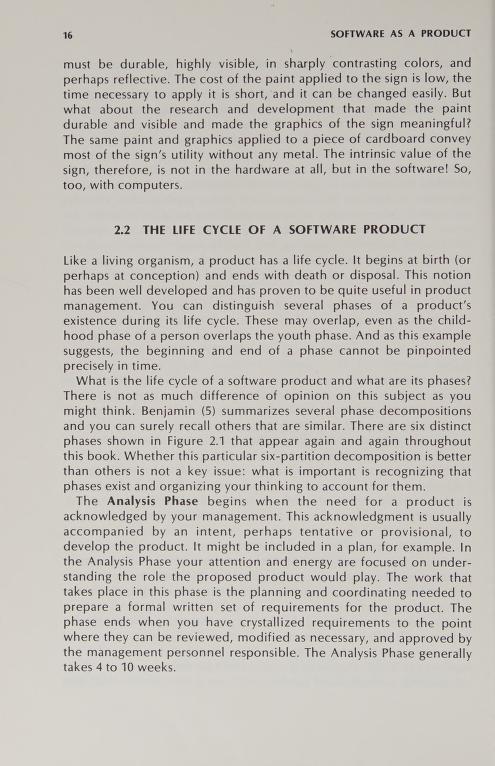 16 SOFTWARE AS A PRODUCT
must be durable, highly visible, in sharply contrasting colors, and
perhaps reflective. The cost of the paint applied to the sign is low, the
time necessary to apply it is short, and it can be changed easily. But
what about the research and development that made the paint
durable and visible and made the graphics of the sign meaningful?
The same paint and graphics applied to a piece of cardboard convey
most of the sign's utility without any metal. The intrinsic value of the
sign, therefore, is not in the hardware at all, but in the software! So,
too, with computers.
2.2 THE LIFE CYCLE OF A SOFTWARE PRODUCT
Like a living organism, a product has a life cycle. It begins at birth (or
perhaps at conception) and ends with death or disposal. This notion
has been well developed and has proven to be quite useful in product
management. You can distinguish several phases of a product's
existence during its life cycle. These may overlap, even as the child-
hood phase of a person overlaps the youth phase. And as this example
suggests, the beginning and end of a phase cannot be pinpointed
precisely in time.
What is the life cycle of a software product and what are its phases?
There is not as much difference of opinion on this subject as you
might think. Benjamin (5) summarizes several phase decompositions
and you can surely recall others that are similar. There are six distinct
phases shown in Figure 2.1 that appear again and again throughout
this book. Whether this particular six-partition decomposition is better
than others is not a key issue: what is important is recognizing that
phases exist and organizing your thinking to account for them.
The Analysis Phase begins when the need for a product is
acknowledged by your management. This acknowledgment is usually
accompanied by an intent, perhaps tentative or provisional, to
develop the product. It might be included in a plan, for example. In
the Analysis Phase your attention and energy are focused on under-
standing the role the proposed product would play. The work that
takes place in this phase is the planning and coordinating needed to
prepare a formal written set of requirements for the product. The
phase ends when you have crystallized requirements to the point
where they can be reviewed, modified as necessary, and approved by
the management personnel responsible. The Analysis Phase generally
takes 4 to 10 weeks.